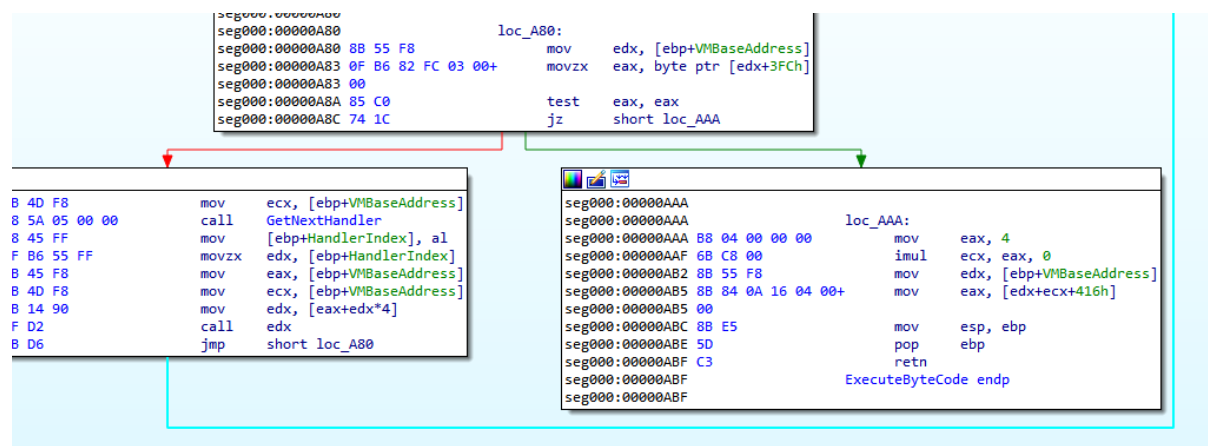 seg000:00000A80
seg000:00000A80 loc_A80:
seg000:00000A80 8B 55 F8 mov edx, [ebp+VMBaseAddress]
seg000:00000A83 0F B6 82 FC 03 00+ movzx eax, byte ptr [edx+3FCh]
seg000:00000A83 00
seg000:00000A8A 85 C0 test eax, eax
seg000:00000A8C 74 1C jz short loc_AAA
B 4D F8 mov ecx, [ebp+VMBaseAddress]
8 5A 05 00 00 call GetNextHandler
8 45 FF mov [ebp+HandlerIndex], al
F B6 55 FF movzx edx, [ebp+HandlerIndex]
B 45 F8 mov eax, [ebp+VMBaseAddress]
B 4D F8 mov ecx, [ebp+VMBaseAddress]
B 14 90 mov edx, [eax+edx*4]
F D2 call edx
B D6 jmp short loc_A80
seg000:00000AAA
seg000:00000AAA loc_AAA:
seg000:00000AAA B8 04 00 00 00 mov eax, 4
seg000:00000AAF 6B C8 00 imul ecx, eax, 0
seg000:00000AB2 8B 55 F8 mov edx, [ebp+VMBaseAddress]
seg000:00000AB5 8B 84 0A 16 04 00+ mov eax, [edx+ecx+416h]
seg000:00000AB5 00
seg000:00000ABC 8B E5 mov esp, ebp
seg000:00000ABE 5D pop ebp
seg000:00000ABF C3 retn
seg000:00000ABF ExecuteByteCode endp
seg000:00000ABF